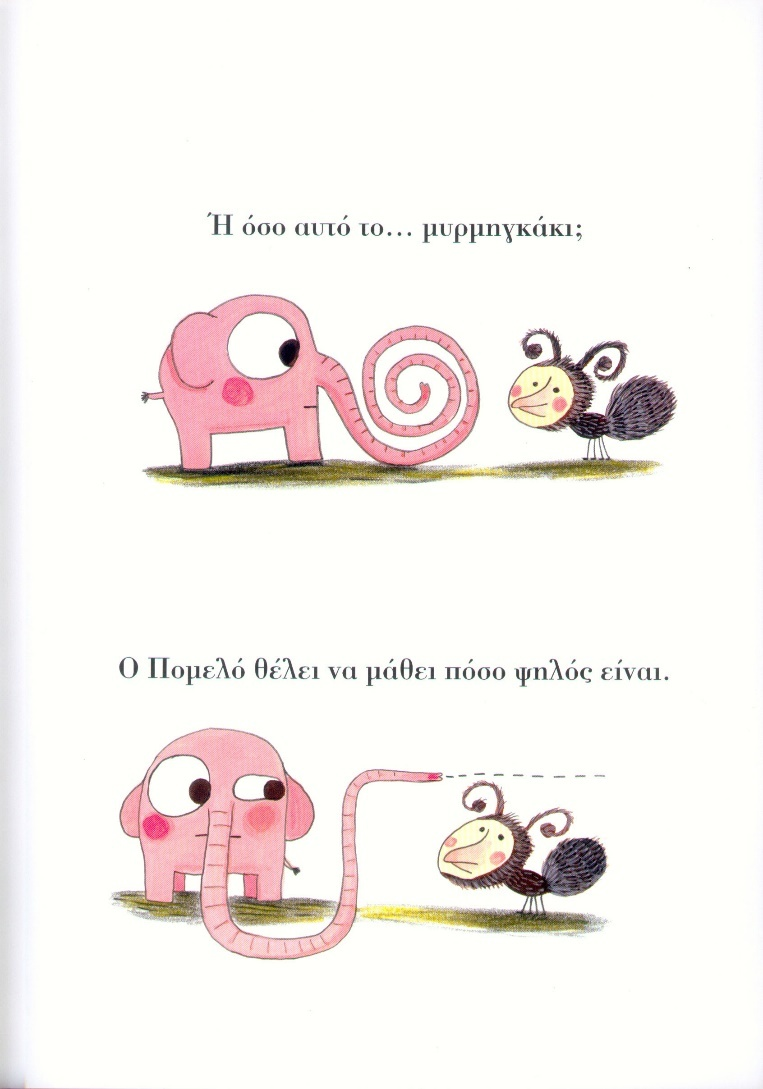 Ή όσο αυτό το... μυρμηγκάκι;
Ο Πομελό θέλει να μάθει πόσο ψηλός είναι.